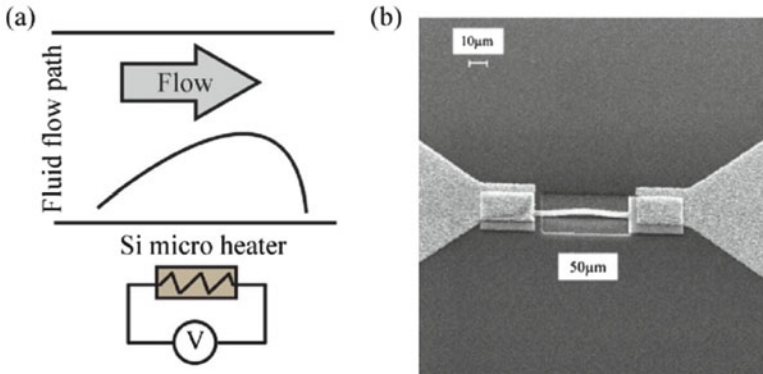 (a)
Fluid flow path
Flow
Si micro heater
V
(b)
10μm
50μm